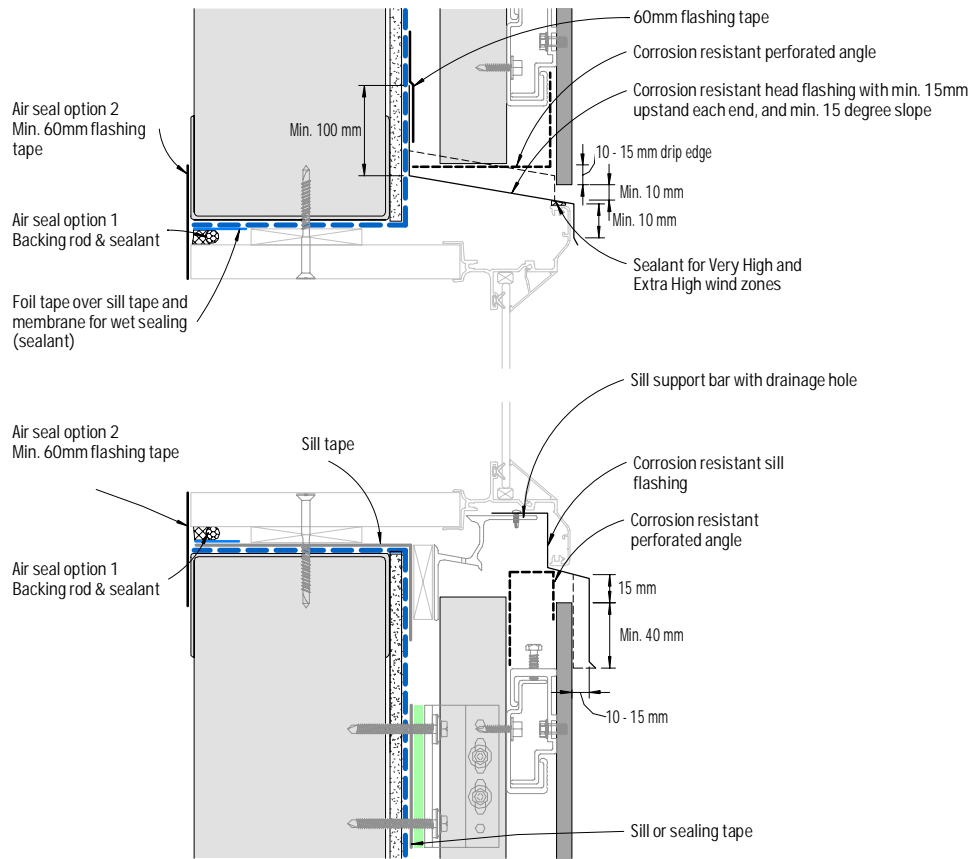 60mm flashing tape
Corrosion resistant perforated angle
Corrosion resistant head flashing with min. 15mm
upstand each end, and min. 15 degree slope
Air seal option 2
Min. 60mm flashing
tape
Min. 100 mm
10 - 15 mm drip edge
Min. 10 mm
Min. 10 mm
Air seal option 1
Backing rod & sealant
Sealant for Very High and
Extra High wind zones
Foil tape over sill tape and
membrane for wet sealing
(sealant)
Sill support bar with drainage hole
Air seal option 2
Min. 60mm flashing tape
Sill tape
Corrosion resistant sill
flashing
Corrosion resistant
perforated angle
Air seal option 1
Backing rod & sealant
15 mm
Min. 40 mm
10 - 15 mm
Sill or sealing tape